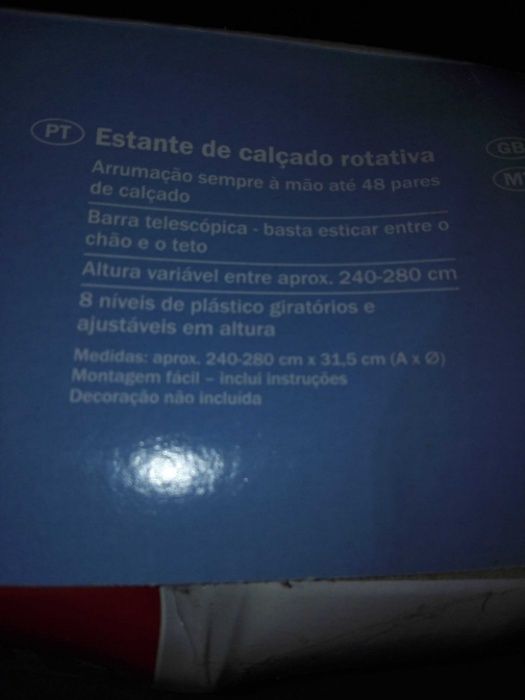 PT Estante de calçado rotativa
Arrumação sempre à mão até 48 pares
de calçado
Barra telescópica - basta esticar entre o
chão e o teto
Altura variável entre aprox. 240-280 cm
8 níveis de plástico giratórios e
ajustáveis em altura
Medidas: aprox. 240-280 cm x 31,5 cm (A x Ø)
Montagem fácil – inclui instruções
Decoração não incluída
GB